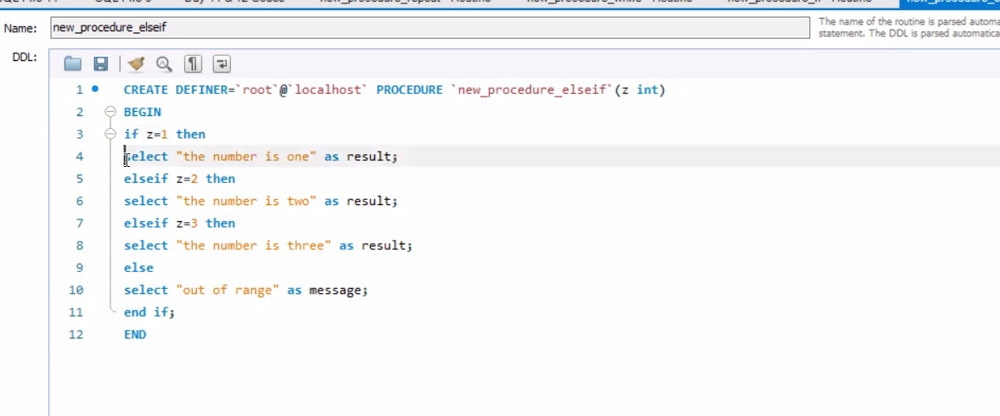 Name:
new_procedure_elseif
The name of the routine is parsed automa
statement. The DDL is parsed automatica
DDL:
1 CREATE DEFINER=`root`@`localhost` PROCEDURE `new_procedure_elseif`(z int)
2 BEGIN
3 if z=1 then
4 select "the number is one" as result;
5 elseif z=2 then
6 select "the number is two" as result;
7 elseif z=3 then
8 select "the number is three" as result;
9 else
10 select "out of range" as message;
11 end if;
12 END